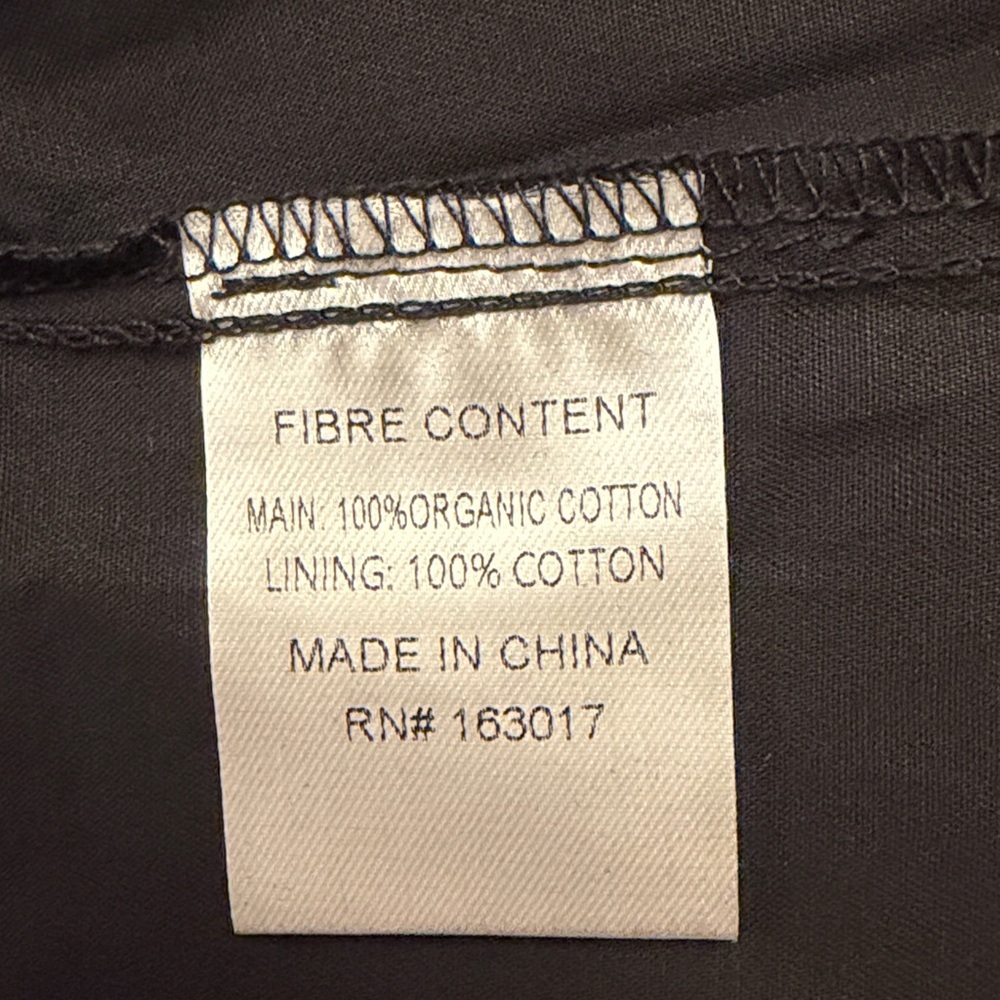 FIBRE CONTENT
MAIN: 100%ORGANIC COTTON
LINING: 100% COTTON
MADE IN CHINA
RN# 163017